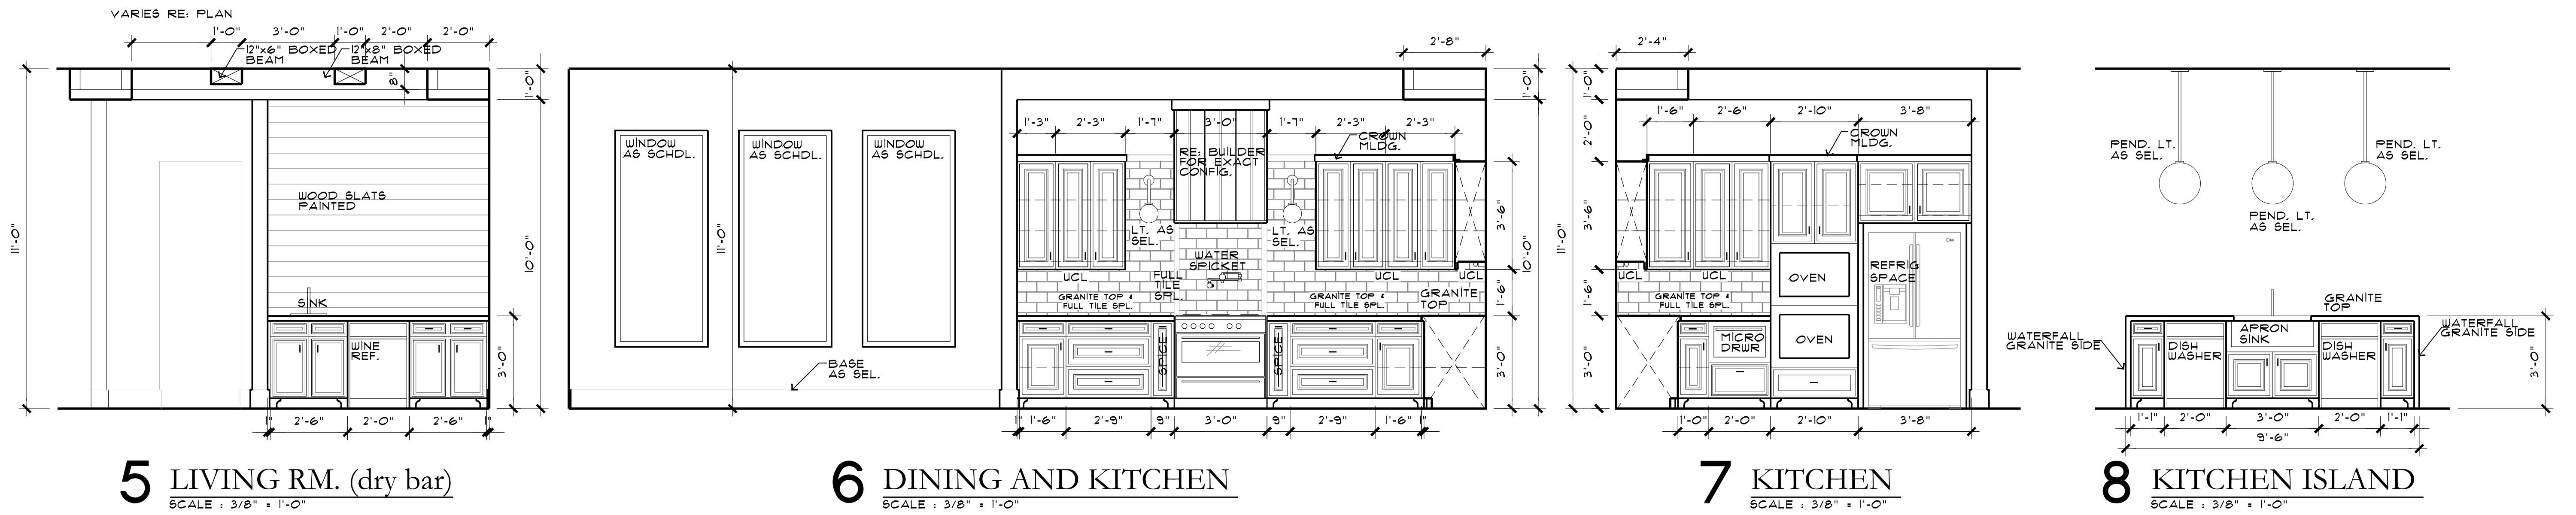 VARIES RE: PLAN
1'-0"
3'-0"
1'-0"
2'-0"
2'-0"
12"x6" BOXED
BEAM
12"x8" BOXED
BEAM
8"
1'-0"
11'-0"
10'-0"
WOOD SLATS
PAINTED
SINK
WINE
REF.
3'-0"
1"
2'-6"
2'-0"
2'-6"
1"
5 LIVING RM. (dry bar)
SCALE : 3/8" = 1'-0"
WINDOW
AS SCHDL.
WINDOW
AS SCHDL.
WINDOW
AS SCHDL.
11'-0"
BASE
AS SEL.
2'-8"
1'-0"
1'-3"
2'-3"
1'-7"
3'-0"
1'-7"
2'-3"
2'-3"
CROWN
MLDG.
RE: BUILDER
FOR EXACT
CONFIG.
LT. AS
SEL.
LT. AS
SEL.
WATER
SPICKET
FULL
TILE
SPL.
UCL
UCL
UCL
GRANITE TOP &
FULL TILE SPL.
GRANITE TOP &
FULL TILE SPL.
GRANITE
TOP
SPICE
SPICE
3'-6"
1'-6"
3'-0"
10'-0"
1"
1'-6"
2'-9"
9"
3'-0"
9"
2'-9"
1'-6"
1"
6 DINING AND KITCHEN
SCALE : 3/8" = 1'-0"
2'-4"
1'-0"
2'-0"
3'-6"
1'-6"
3'-0"
11'-0"
1'-6"
2'-6"
2'-10"
3'-8"
CROWN
MLDG.
UCL
UCL
GRANITE TOP &
FULL TILE SPL.
OVEN
OVEN
REFRIG
SPACE
MICRO
DRWR
1'-0"
2'-0"
2'-10"
3'-8"
7 KITCHEN
SCALE : 3/8" = 1'-0"
PEND. LT.
AS SEL.
PEND. LT.
AS SEL.
PEND. LT.
AS SEL.
GRANITE
TOP
WATERFALL
GRANITE SIDE
WATERFALL
GRANITE SIDE
DISH
WASHER
APRON
SINK
DISH
WASHER
3'-0"
1'-1"
2'-0"
3'-0"
2'-0"
1'-1"
9'-6"
8 KITCHEN ISLAND
SCALE : 3/8" = 1'-0"